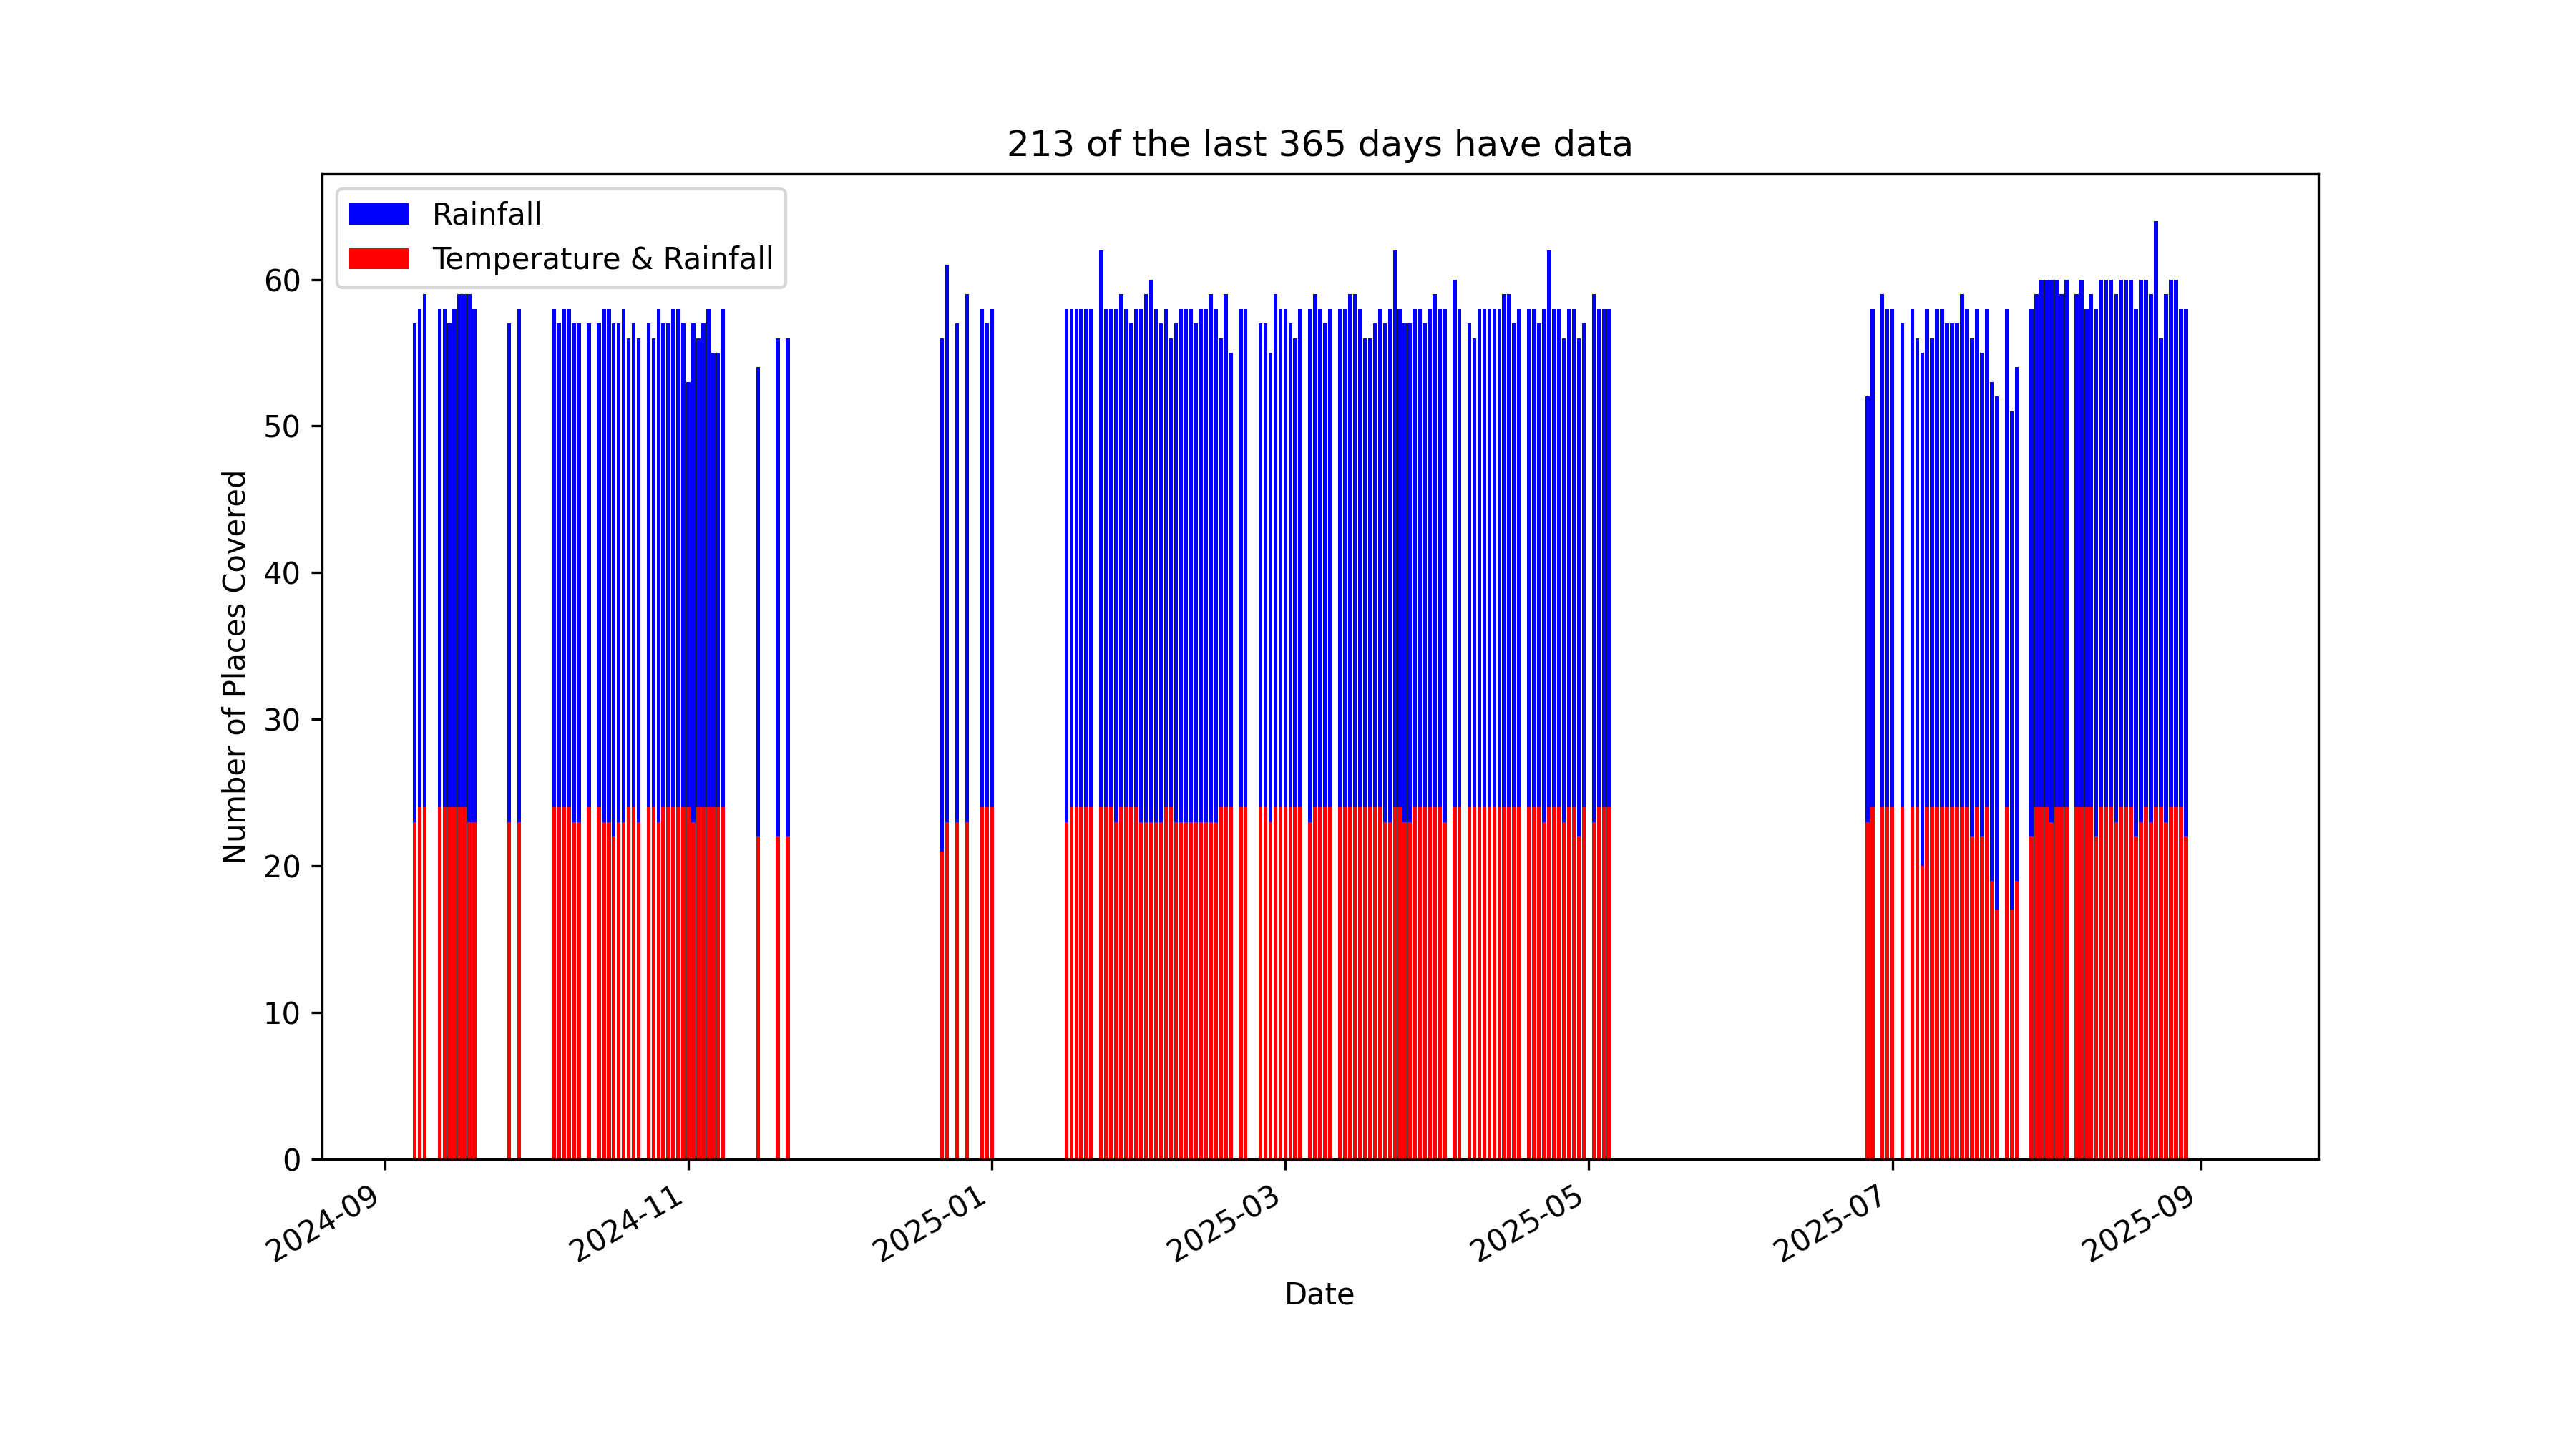 213 of the last 365 days have data
Rainfall
Temperature & Rainfall
Number of Places Covered
60
50
40
30
20
10
0
2024-09
2024-11
2025-01
2025-03
2025-05
2025-07
2025-09
Date